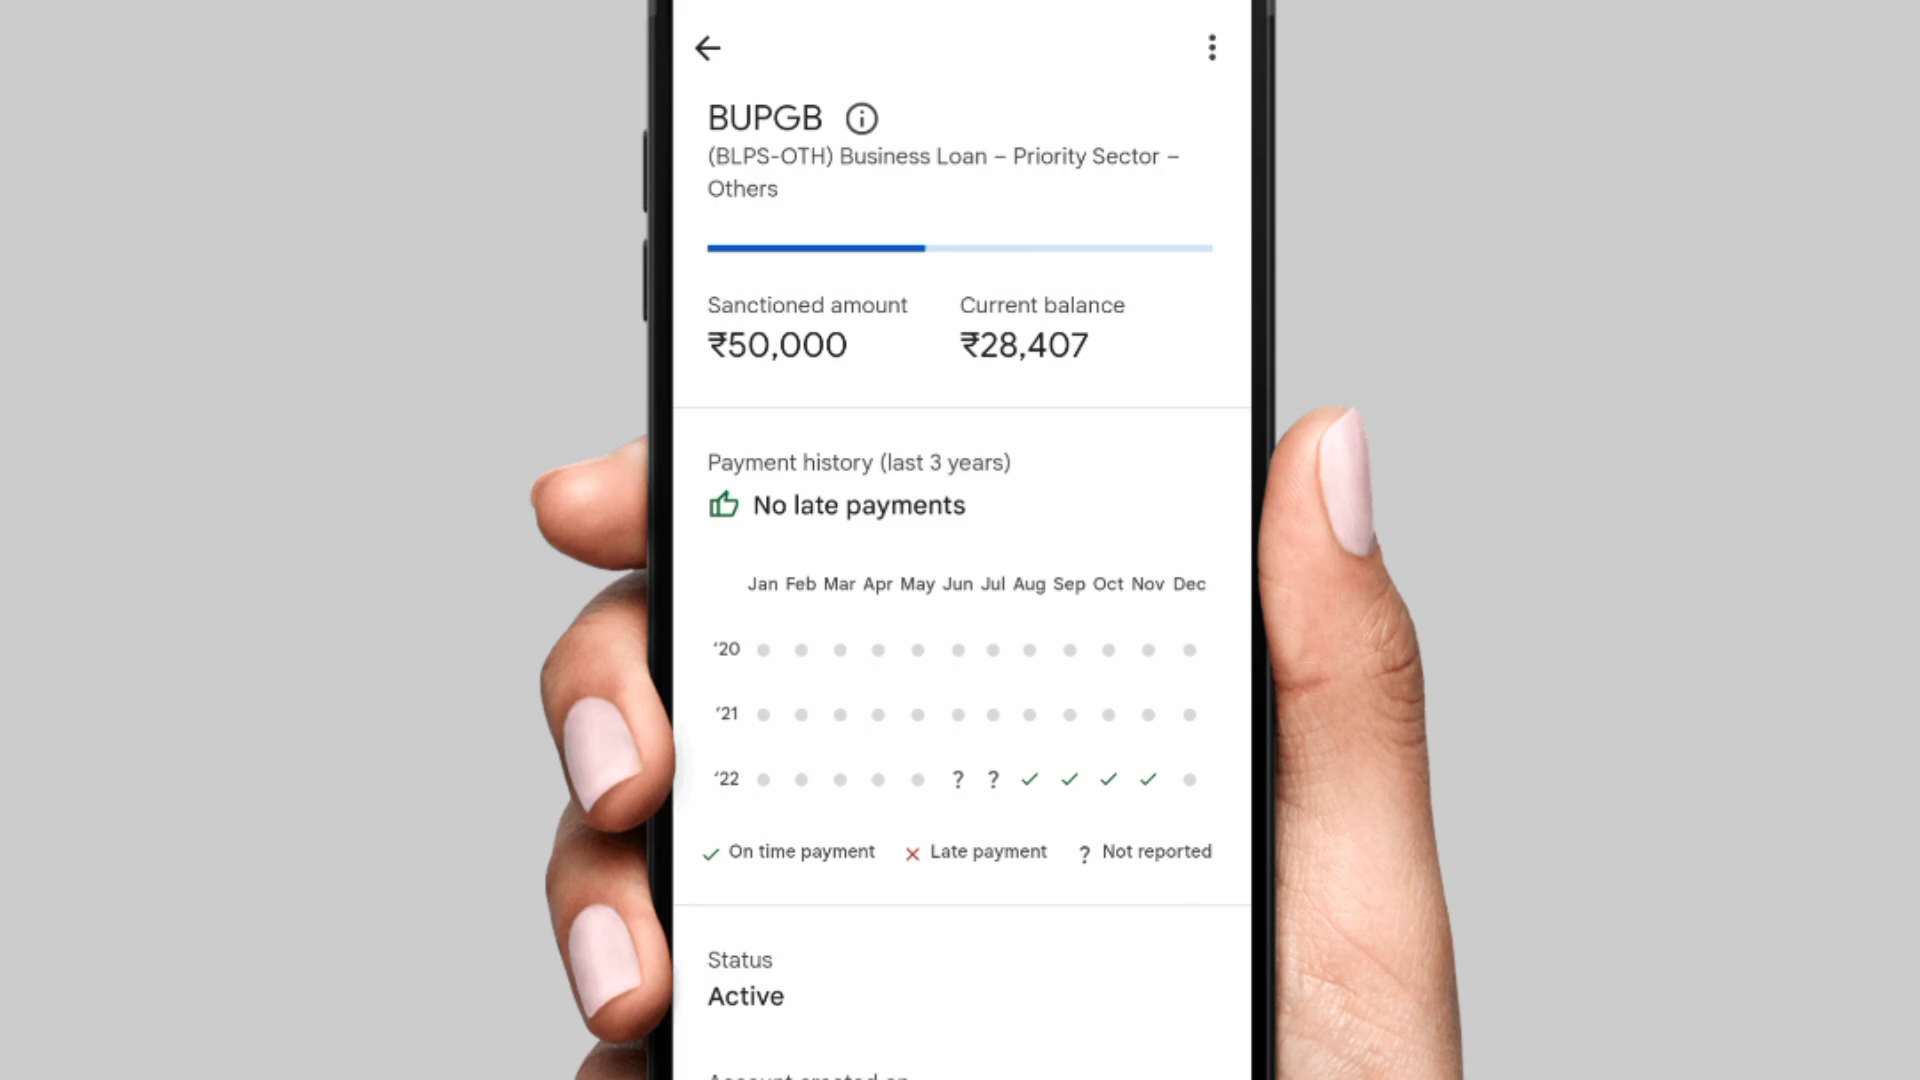 BUPGB
(BLPS-OTH) Business Loan – Priority Sector –
Others
Sanctioned amount Current balance
₹50,000 ₹28,407
Payment history (last 3 years)
No late payments
Jan Feb Mar Apr May Jun Jul Aug Sep Oct Nov Dec
‘20
‘21
‘22 ? ? ✓ ✓ ✓ ✓
✓ On time payment × Late payment ? Not reported
Status
Active